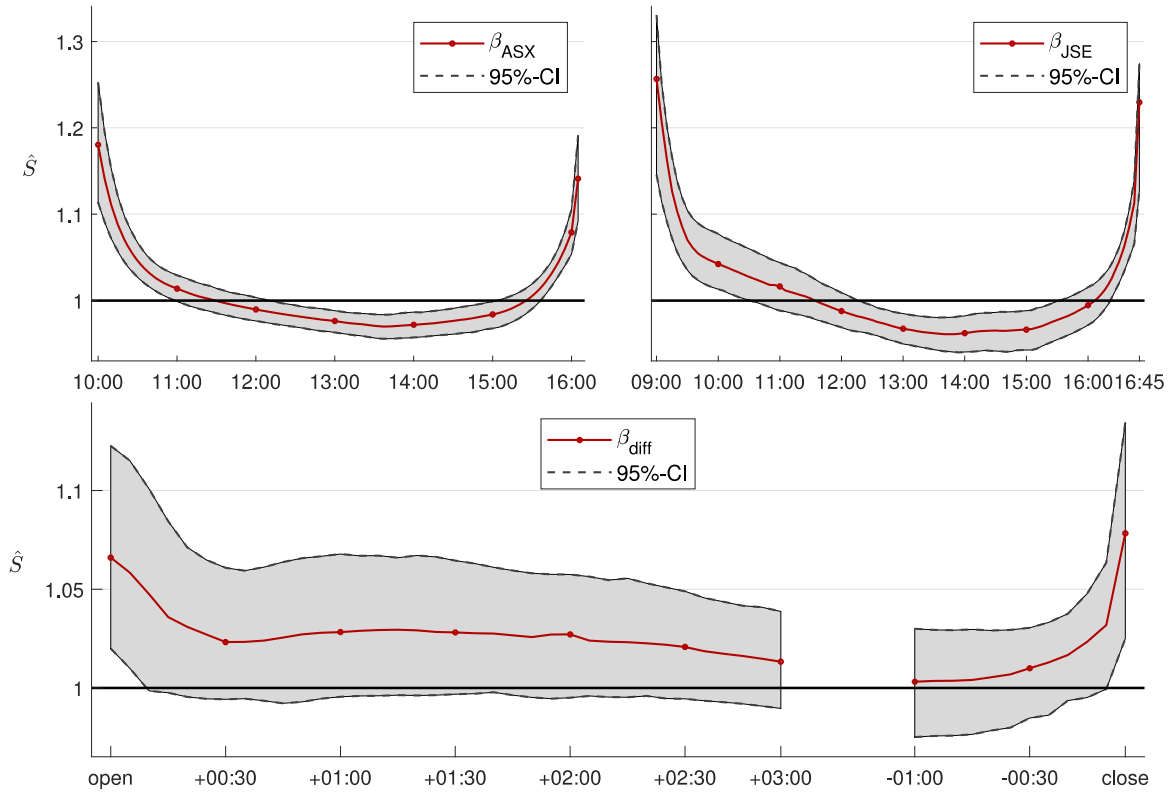 β_ASX
95%-CI
1.3
1.2
Ŝ
1.1
1
10:00 11:00 12:00 13:00 14:00 15:00 16:00
β_JSE
95%-CI
09:00 10:00 11:00 12:00 13:00 14:00 15:00 16:00 16:45
β_diff
95%-CI
1.1
Ŝ
1.05
1
open +00:30 +01:00 +01:30 +02:00 +02:30 +03:00 -01:00 -00:30 close